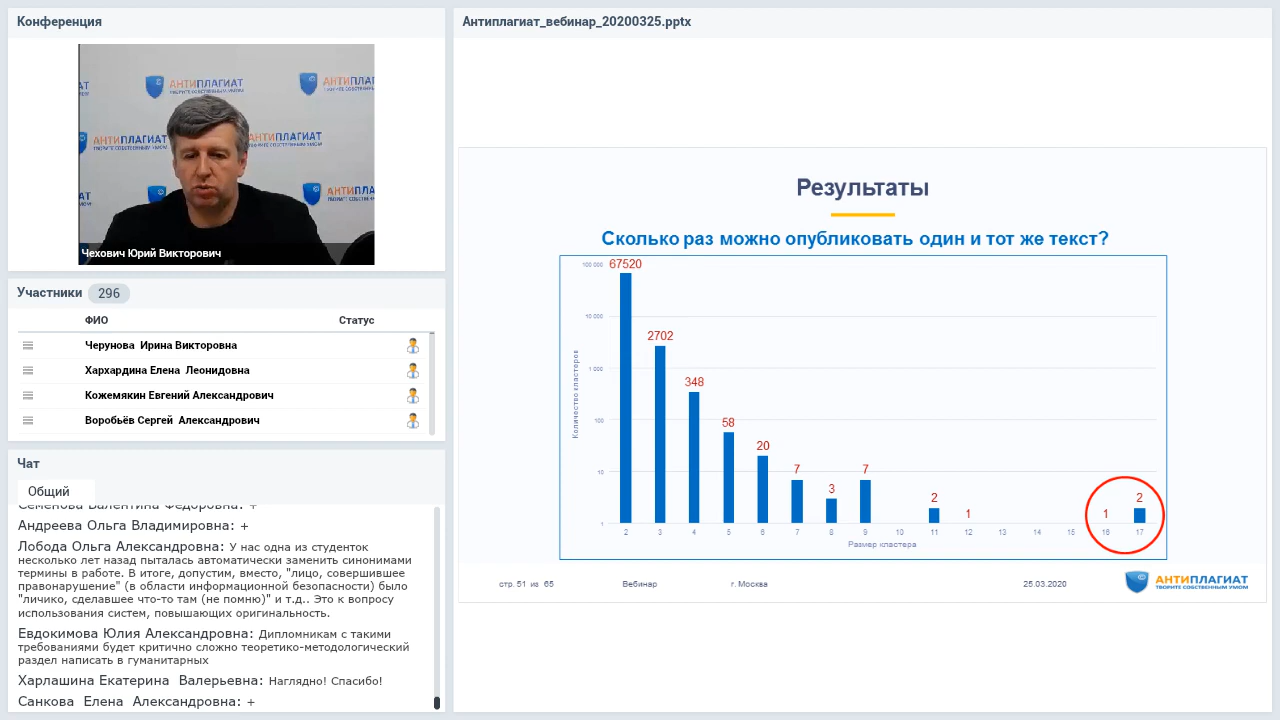 Конференция
АНТИПЛАГИАТ
ТВОРИТЕ СОБСТВЕННЫМ УМОМ
Чехович Юрий Викторович
Участники 296
ФИО Статус
Черунова Ирина Викторовна
Хархардина Елена Леонидовна
Кожемякин Евгений Александрович
Воробьёв Сергей Александрович
Чат
Общий
Семенова Валентина Федоровна: +
Андреева Ольга Владимировна: +
Лобода Ольга Александровна: У нас одна из студенток
несколько лет назад пыталась автоматически заменить синонимами
термины в работе. В итоге, допустим, вместо, "лицо, совершившее
правонарушение" (в области информационной безопасности) было
"личико, сделавшее что-то там (не помню)" и т.д.. Это к вопросу
использования систем, повышающих оригинальность.
Евдокимова Юлия Александровна: Дипломникам с такими
требованиями будет критично сложно теоретико-методологический
раздел написать в гуманитарных
Харлашина Екатерина Валерьевна: Наглядно! Спасибо!
Санкова Елена Александровна: +
Антиплагиат_вебинар_20200325.pptx
Результаты
Сколько раз можно опубликовать один и тот же текст?
Количество кластеров
100 000
10 000
1 000
100
10
1
67520
2702
348
58
20
7
3
7
2
1
1
2
2 3 4 5 6 7 8 9 10 11 12 13 14 15 16 17
Размер кластера
стр. 51 из 65 Вебинар г. Москва 25.03.2020
АНТИПЛАГИАТ
ТВОРИТЕ СОБСТВЕННЫМ УМОМ